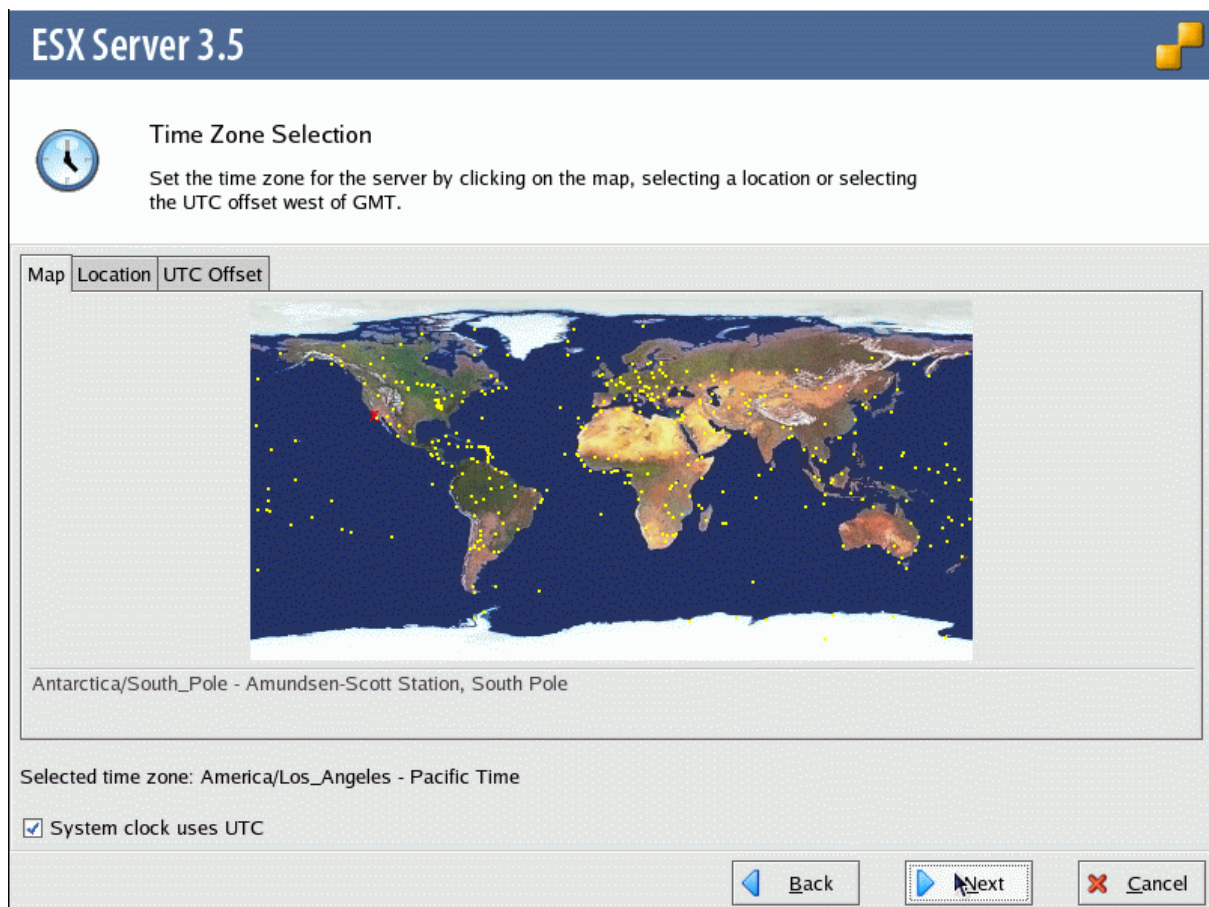 ESX Server 3.5
Time Zone Selection
Set the time zone for the server by clicking on the map, selecting a location or selecting
the UTC offset west of GMT.
Map Location UTC Offset
Antarctica/South_Pole - Amundsen-Scott Station, South Pole
Selected time zone: America/Los_Angeles - Pacific Time
System clock uses UTC
Back Next Cancel